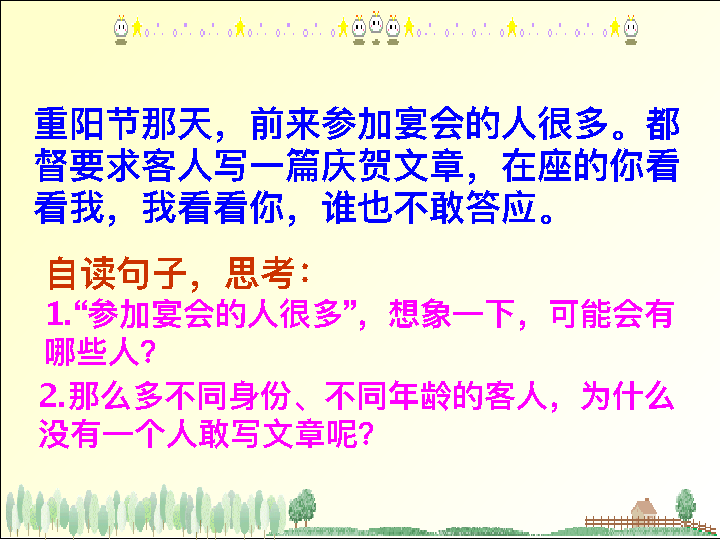 重阳节那天，前来参加宴会的人很多。都
督要求客人写一篇庆贺文章，在座的你看
看我，我看看你，谁也不敢答应。
自读句子，思考：
1.“参加宴会的人很多”，想象一下，可能会有
哪些人？
2.那么多不同身份、不同年龄的客人，为什么
没有一个人敢写文章呢？